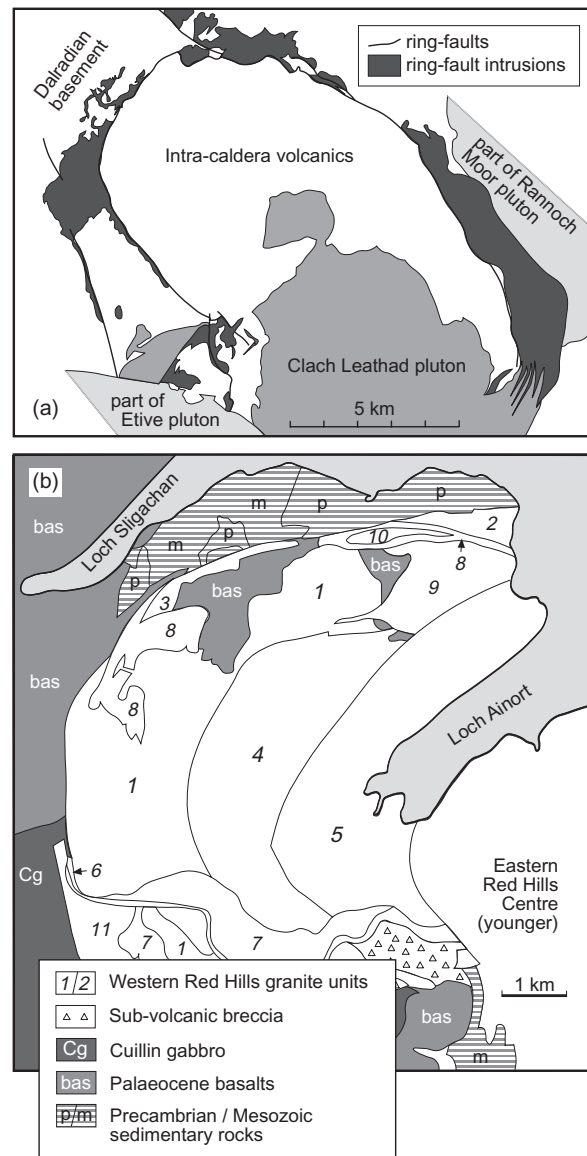 ring-faults
ring-fault intrusions
Dalradian
basement
Intra-caldera volcanics
part of Rannoch
Moor pluton
Clach Leathad pluton
5 km
(a)
part of
Etive pluton
(b)
bas
Loch Sligachan
m
p
p
m
p
p
2
10
8
3
bas
1
bas
9
8
bas
8
Loch Ainort
1
4
5
Cg
6
Eastern
Red Hills
Centre
(younger)
11
7
1
7
1 km
bas
m
1/2 Western Red Hills granite units
Sub-volcanic breccia
Cg Cuillin gabbro
bas Palaeocene basalts
p/m Precambrian / Mesozoic
sedimentary rocks